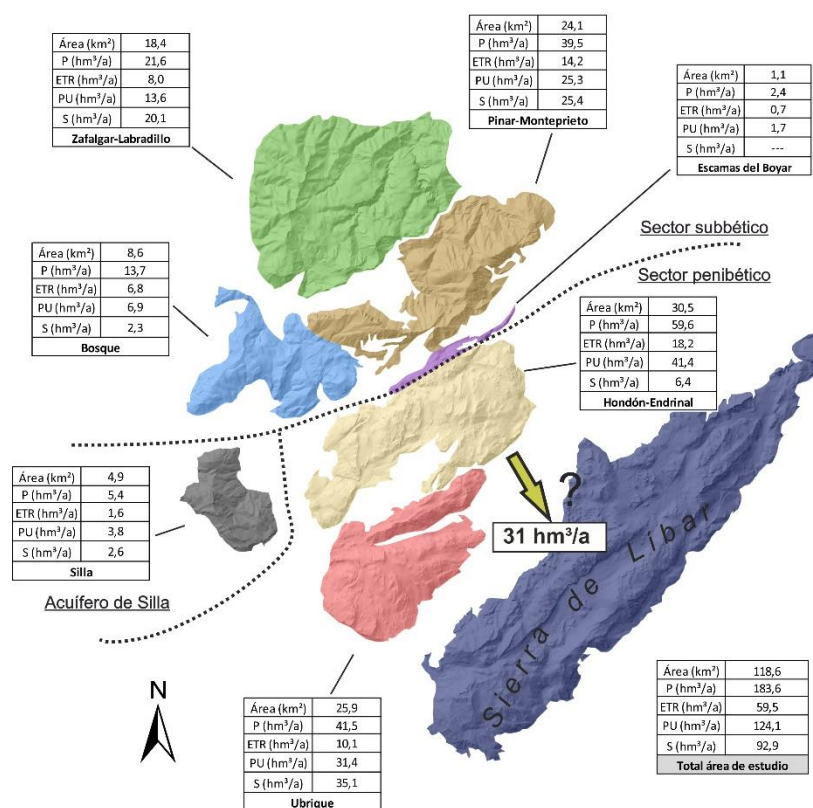 Área (km²) 18,4
P (hm³/a) 21,6
ETR (hm³/a) 8,0
PU (hm³/a) 13,6
S (hm³/a) 20,1
Zafalgar-Labradillo
Área (km²) 24,1
P (hm³/a) 39,5
ETR (hm³/a) 14,2
PU (hm³/a) 25,3
S (hm³/a) 25,4
Pinar-Monteprieto
Área (km²) 1,1
P (hm³/a) 2,4
ETR (hm³/a) 0,7
PU (hm³/a) 1,7
S (hm³/a) ---
Escamas del Boyar
Sector subbético
Sector penibético
Área (km²) 8,6
P (hm³/a) 13,7
ETR (hm³/a) 6,8
PU (hm³/a) 6,9
S (hm³/a) 2,3
Bosque
Área (km²) 30,5
P (hm³/a) 59,6
ETR (hm³/a) 18,2
PU (hm³/a) 41,4
S (hm³/a) 6,4
Hondón-Endrinal
Área (km²) 4,9
P (hm³/a) 5,4
ETR (hm³/a) 1,6
PU (hm³/a) 3,8
S (hm³/a) 2,6
Silla
?
31 hm³/a
Sierra de Líbar
Acuífero de Silla
N
Área (km²) 25,9
P (hm³/a) 41,5
ETR (hm³/a) 10,1
PU (hm³/a) 31,4
S (hm³/a) 35,1
Ubrique
Área (km²) 118,6
P (hm³/a) 183,6
ETR (hm³/a) 59,5
PU (hm³/a) 124,1
S (hm³/a) 92,9
Total área de estudio